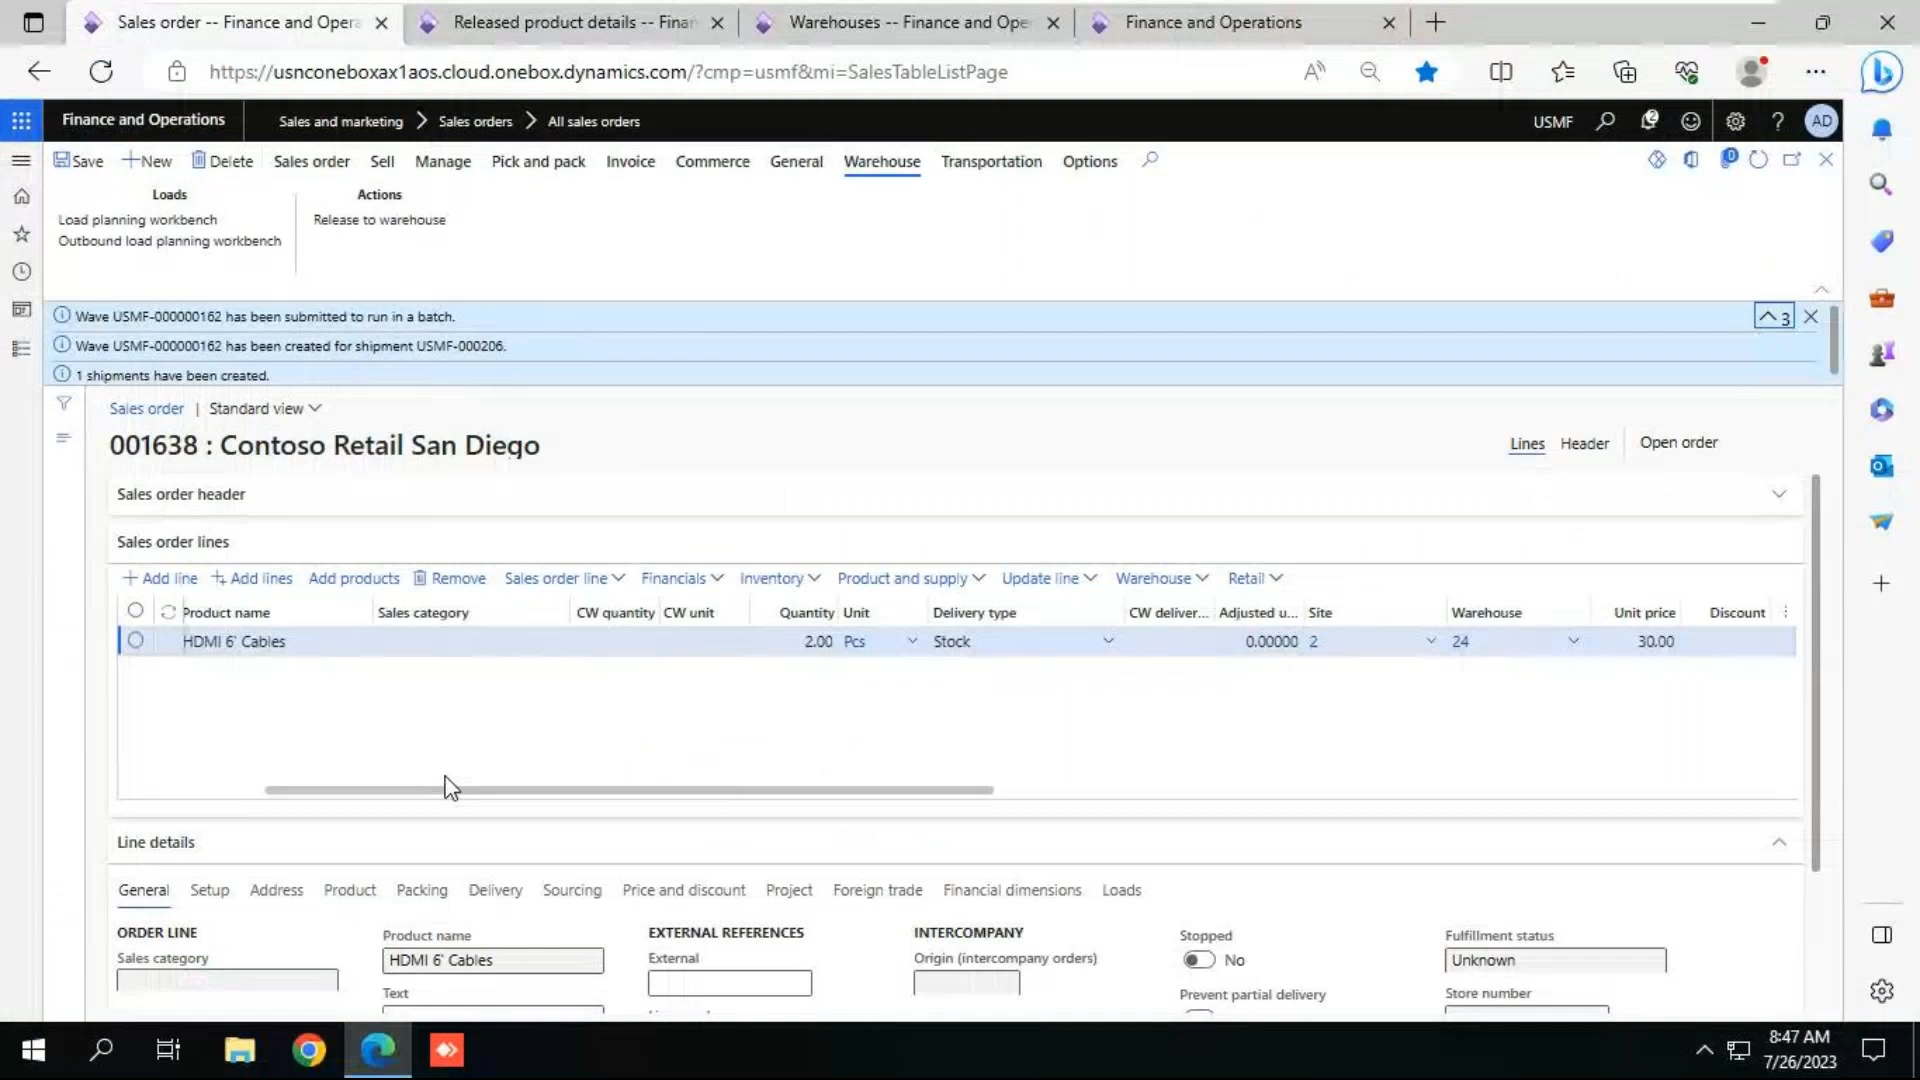 Sales order -- Finance and Opera
Released product details -- Finan
Warehouses -- Finance and Ope
Finance and Operations
https://usnconeboxax1aos.cloud.onebox.dynamics.com/?cmp=usmf&mi=SalesTableListPage
Finance and Operations
Sales and marketing > Sales orders > All sales orders
USMF
2
?
AD
Save
New
Delete
Sales order
Sell
Manage
Pick and pack
Invoice
Commerce
General
Warehouse
Transportation
Options
0
Loads
Load planning workbench
Outbound load planning workbench
Actions
Release to warehouse
Wave USMF-000000162 has been submitted to run in a batch.
3
Wave USMF-000000162 has been created for shipment USMF-000206.
1 shipments have been created.
Sales order | Standard view
001638 : Contoso Retail San Diego
Lines
Header
Open order
Sales order header
Sales order lines
Add line
Add lines
Add products
Remove
Sales order line
Financials
Inventory
Product and supply
Update line
Warehouse
Retail
Product name Sales category CW quantity CW unit Quantity Unit Delivery type CW deliver... Adjusted u... Site Warehouse Unit price Discount
HDMI 6' Cables 2.00 Pcs Stock 0.00000 2 24 30.00
Line details
General Setup Address Product Packing Delivery Sourcing Price and discount Project Foreign trade Financial dimensions Loads
ORDER LINE
Sales category
Product name
HDMI 6' Cables
Text
EXTERNAL REFERENCES
External
INTERCOMPANY
Origin (intercompany orders)
Stopped
No
Prevent partial delivery
Fulfillment status
Unknown
Store number
8:47 AM
7/26/2023